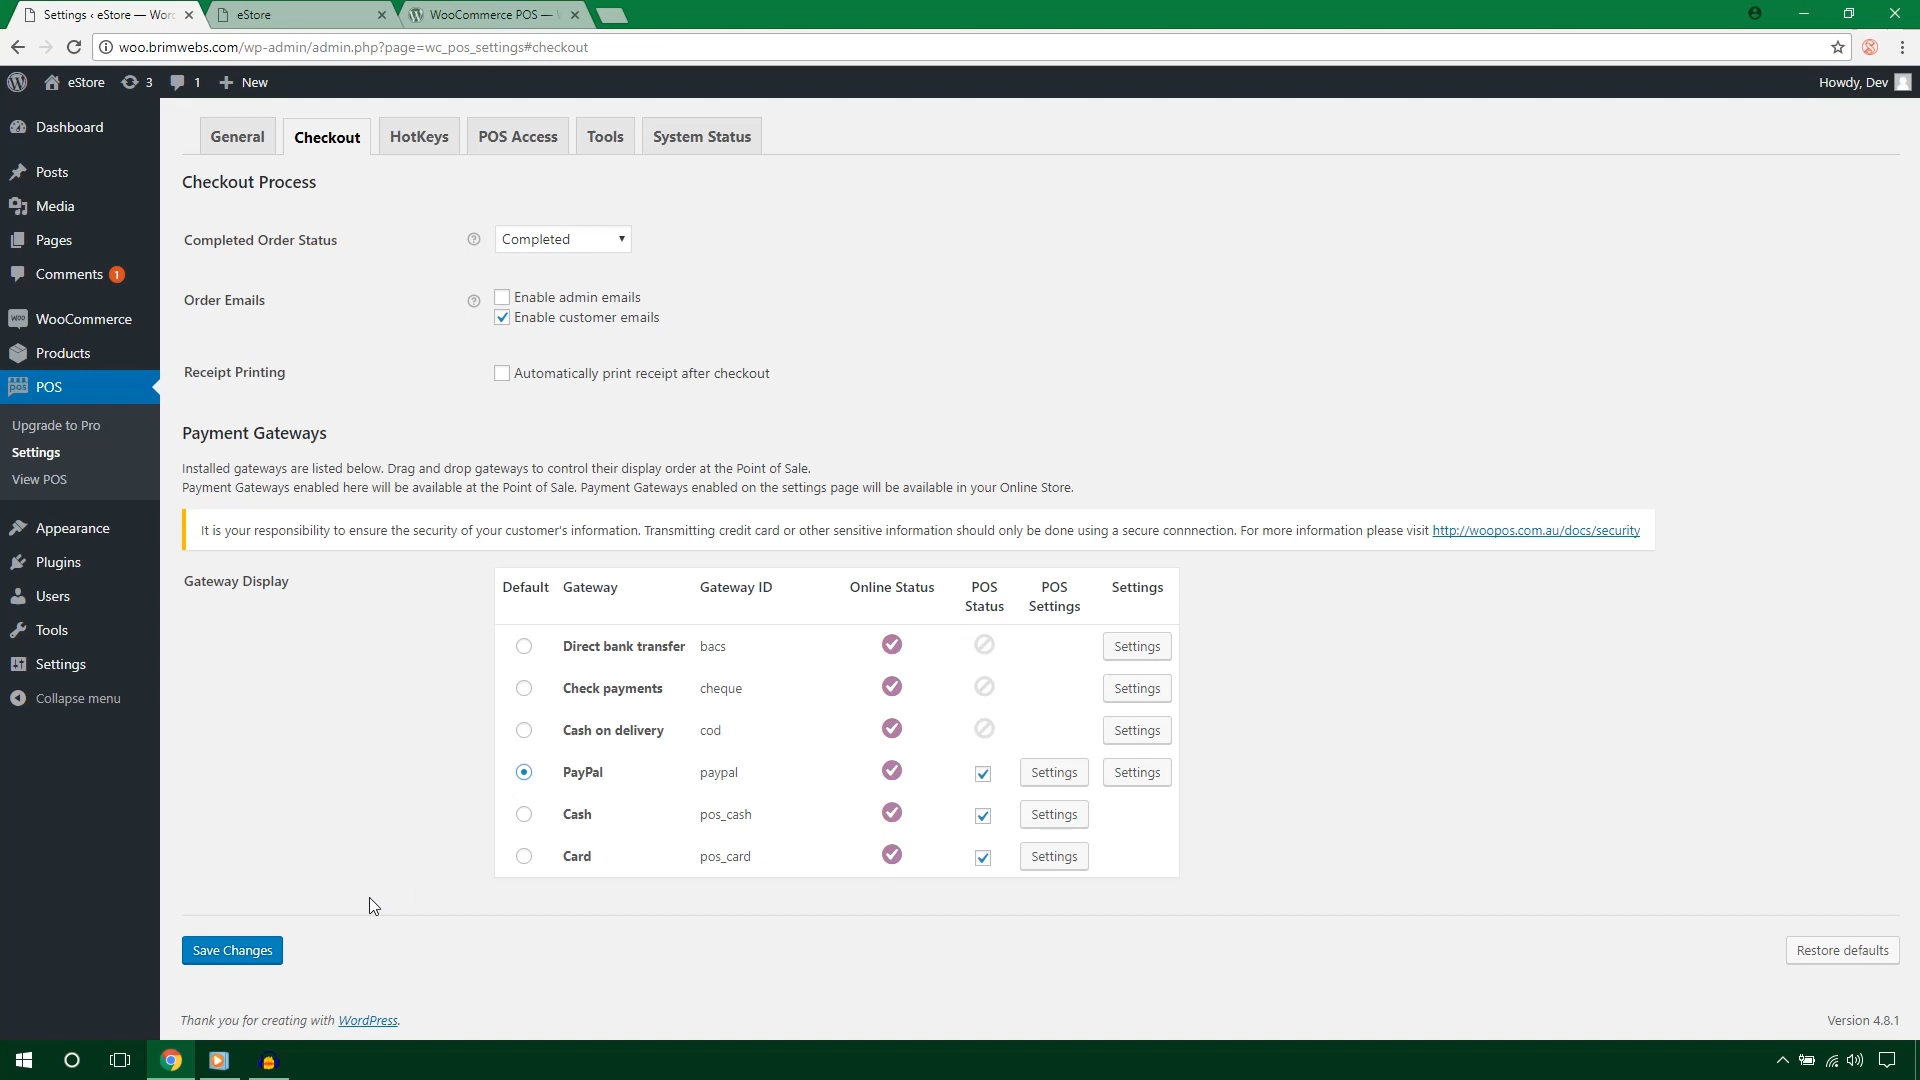 Settings ‹ eStore — Worc
eStore
WooCommerce POS —
woo.brimwebs.com/wp-admin/admin.php?page=wc_pos_settings#checkout
eStore
3
1
New
Howdy, Dev
Dashboard
Posts
Media
Pages
Comments 1
WooCommerce
Products
POS
Upgrade to Pro
Settings
View POS
Appearance
Plugins
Users
Tools
Settings
Collapse menu
General
Checkout
HotKeys
POS Access
Tools
System Status
Checkout Process
Completed Order Status
Completed
Order Emails
Enable admin emails
Enable customer emails
Receipt Printing
Automatically print receipt after checkout
Payment Gateways
Installed gateways are listed below. Drag and drop gateways to control their display order at the Point of Sale.
Payment Gateways enabled here will be available at the Point of Sale. Payment Gateways enabled on the settings page will be available in your Online Store.
It is your responsibility to ensure the security of your customer's information. Transmitting credit card or other sensitive information should only be done using a secure connnection. For more information please visit http://woopos.com.au/docs/security
Gateway Display
Default Gateway Gateway ID Online Status POS Status POS Settings Settings
Direct bank transfer bacs Settings
Check payments cheque Settings
Cash on delivery cod Settings
PayPal paypal Settings Settings
Cash pos_cash Settings
Card pos_card Settings
Save Changes
Restore defaults
Thank you for creating with WordPress.
Version 4.8.1